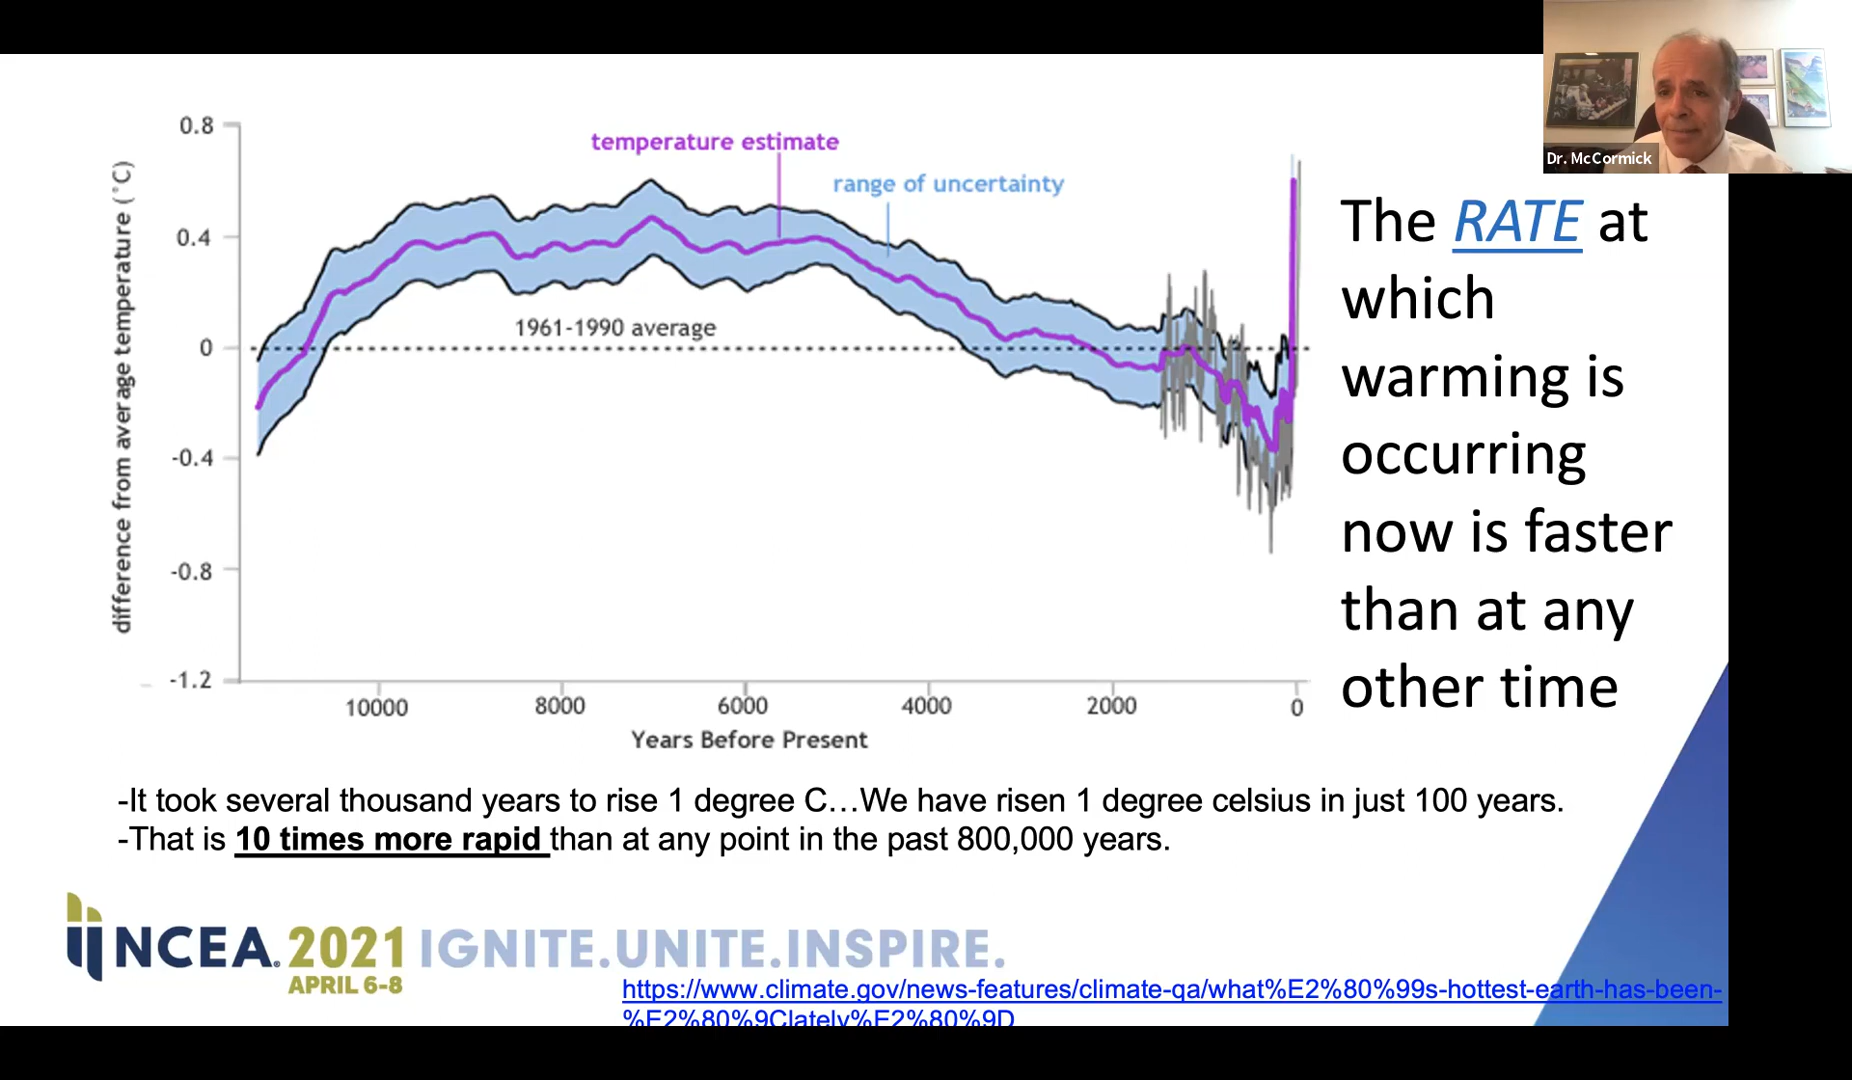 Dr. McCormick
0.8
0.4
0
-0.4
-0.8
-1.2
difference from average temperature (˚C)
temperature estimate
range of uncertainty
1961-1990 average
10000 8000 6000 4000 2000 0
Years Before Present
The RATE at
which
warming is
occurring
now is faster
than at any
other time
-It took several thousand years to rise 1 degree C…We have risen 1 degree celsius in just 100 years.
-That is 10 times more rapid than at any point in the past 800,000 years.
NCEA. 2021 IGNITE.UNITE.INSPIRE.
APRIL 6-8
https://www.climate.gov/news-features/climate-qa/what%E2%80%99s-hottest-earth-has-been-
%E2%80%9Clately%E2%80%9D